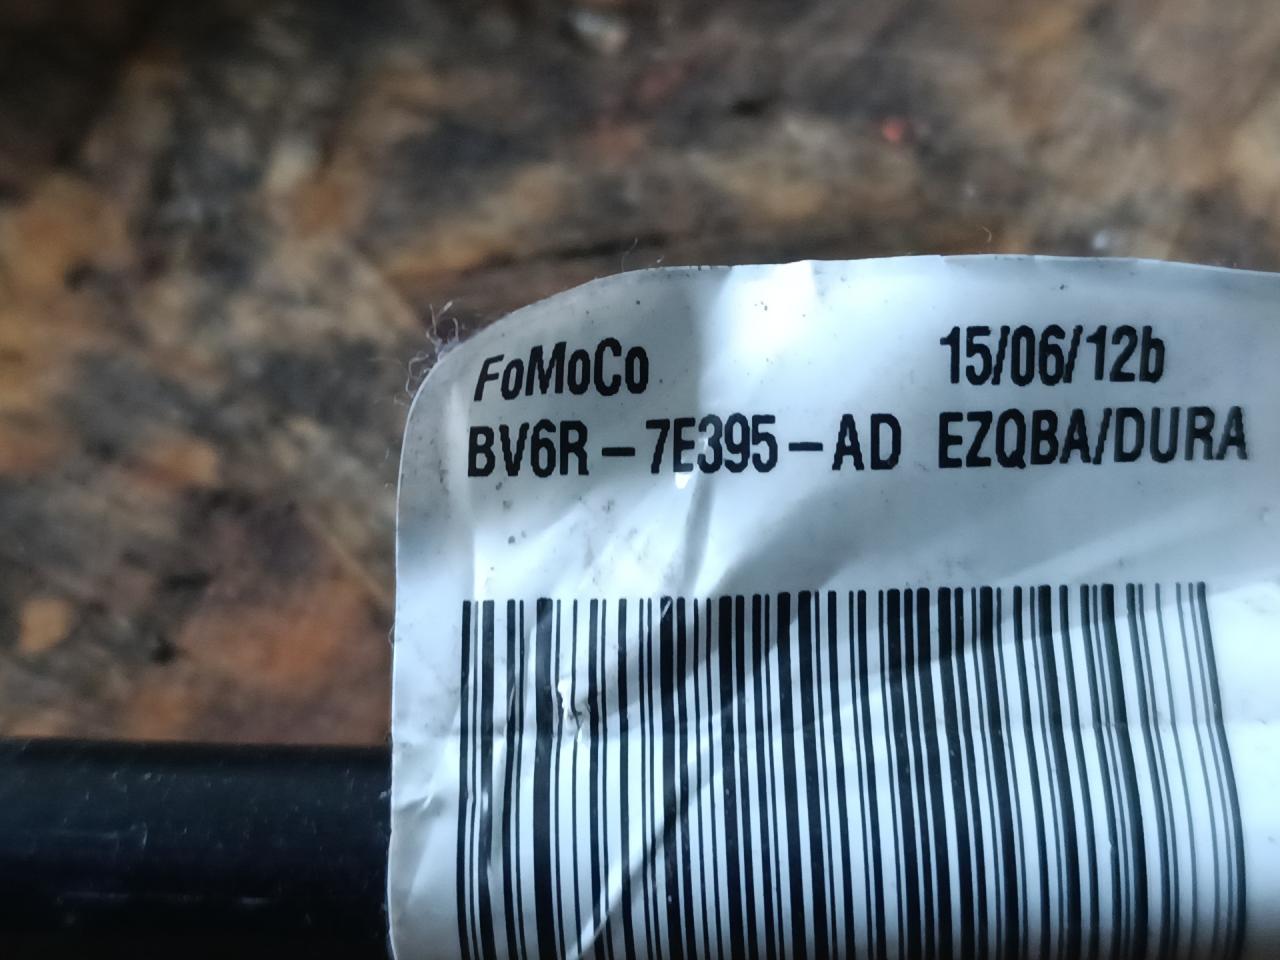 FoMoCo 15/06/12b
BV6R-7E395-AD EZQBA/DURA